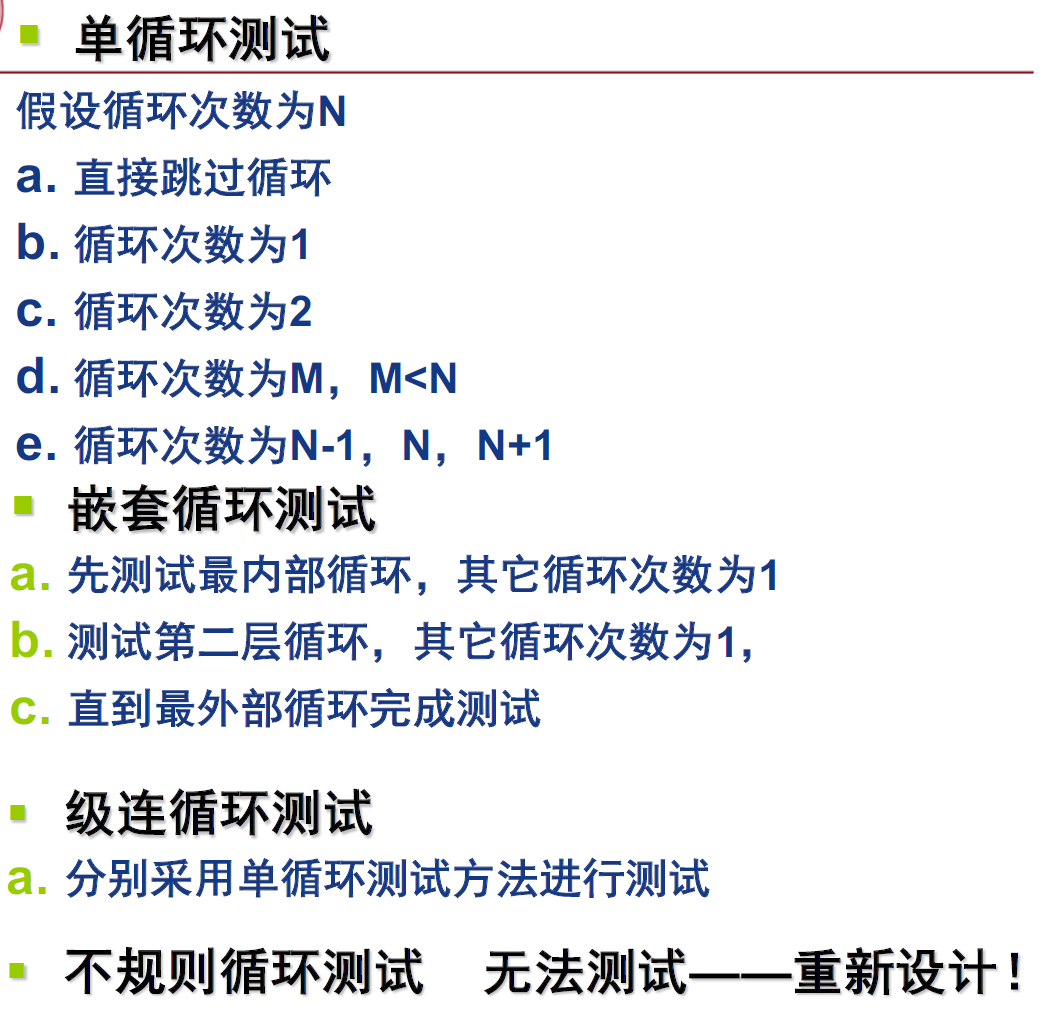 单循环测试
假设循环次数为N
a. 直接跳过循环
b. 循环次数为1
c. 循环次数为2
d. 循环次数为M，M<N
e. 循环次数为N-1，N，N+1
嵌套循环测试
a. 先测试最内部循环，其它循环次数为1
b. 测试第二层循环，其它循环次数为1,
c. 直到最外部循环完成测试
级连循环测试
a. 分别采用单循环测试方法进行测试
不规则循环测试 无法测试——重新设计！